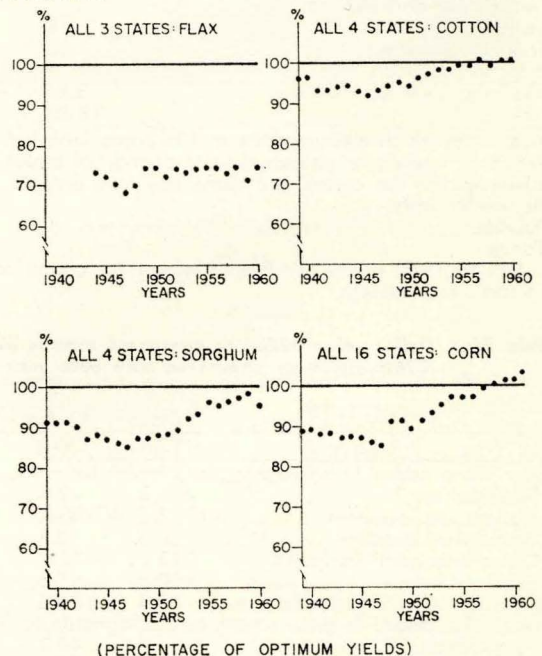 %
ALL 3 STATES: FLAX
100
90
80
70
60
1940 1945 1950 1955 1960
YEARS
%
ALL 4 STATES: COTTON
100
90
80
70
60
1940 1945 1950 1955 1960
YEARS
%
ALL 4 STATES: SORGHUM
100
90
80
70
60
1940 1945 1950 1955 1960
YEARS
%
ALL 16 STATES: CORN
100
90
80
70
60
1940 1945 1950 1955 1960
YEARS
(PERCENTAGE OF OPTIMUM YIELDS)